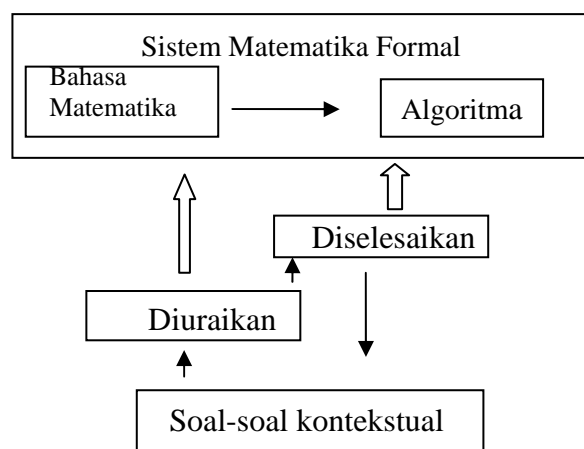 Sistem Matematika Formal
Bahasa
Matematika
Algoritma
Diselesaikan
Diuraikan
Soal-soal kontekstual